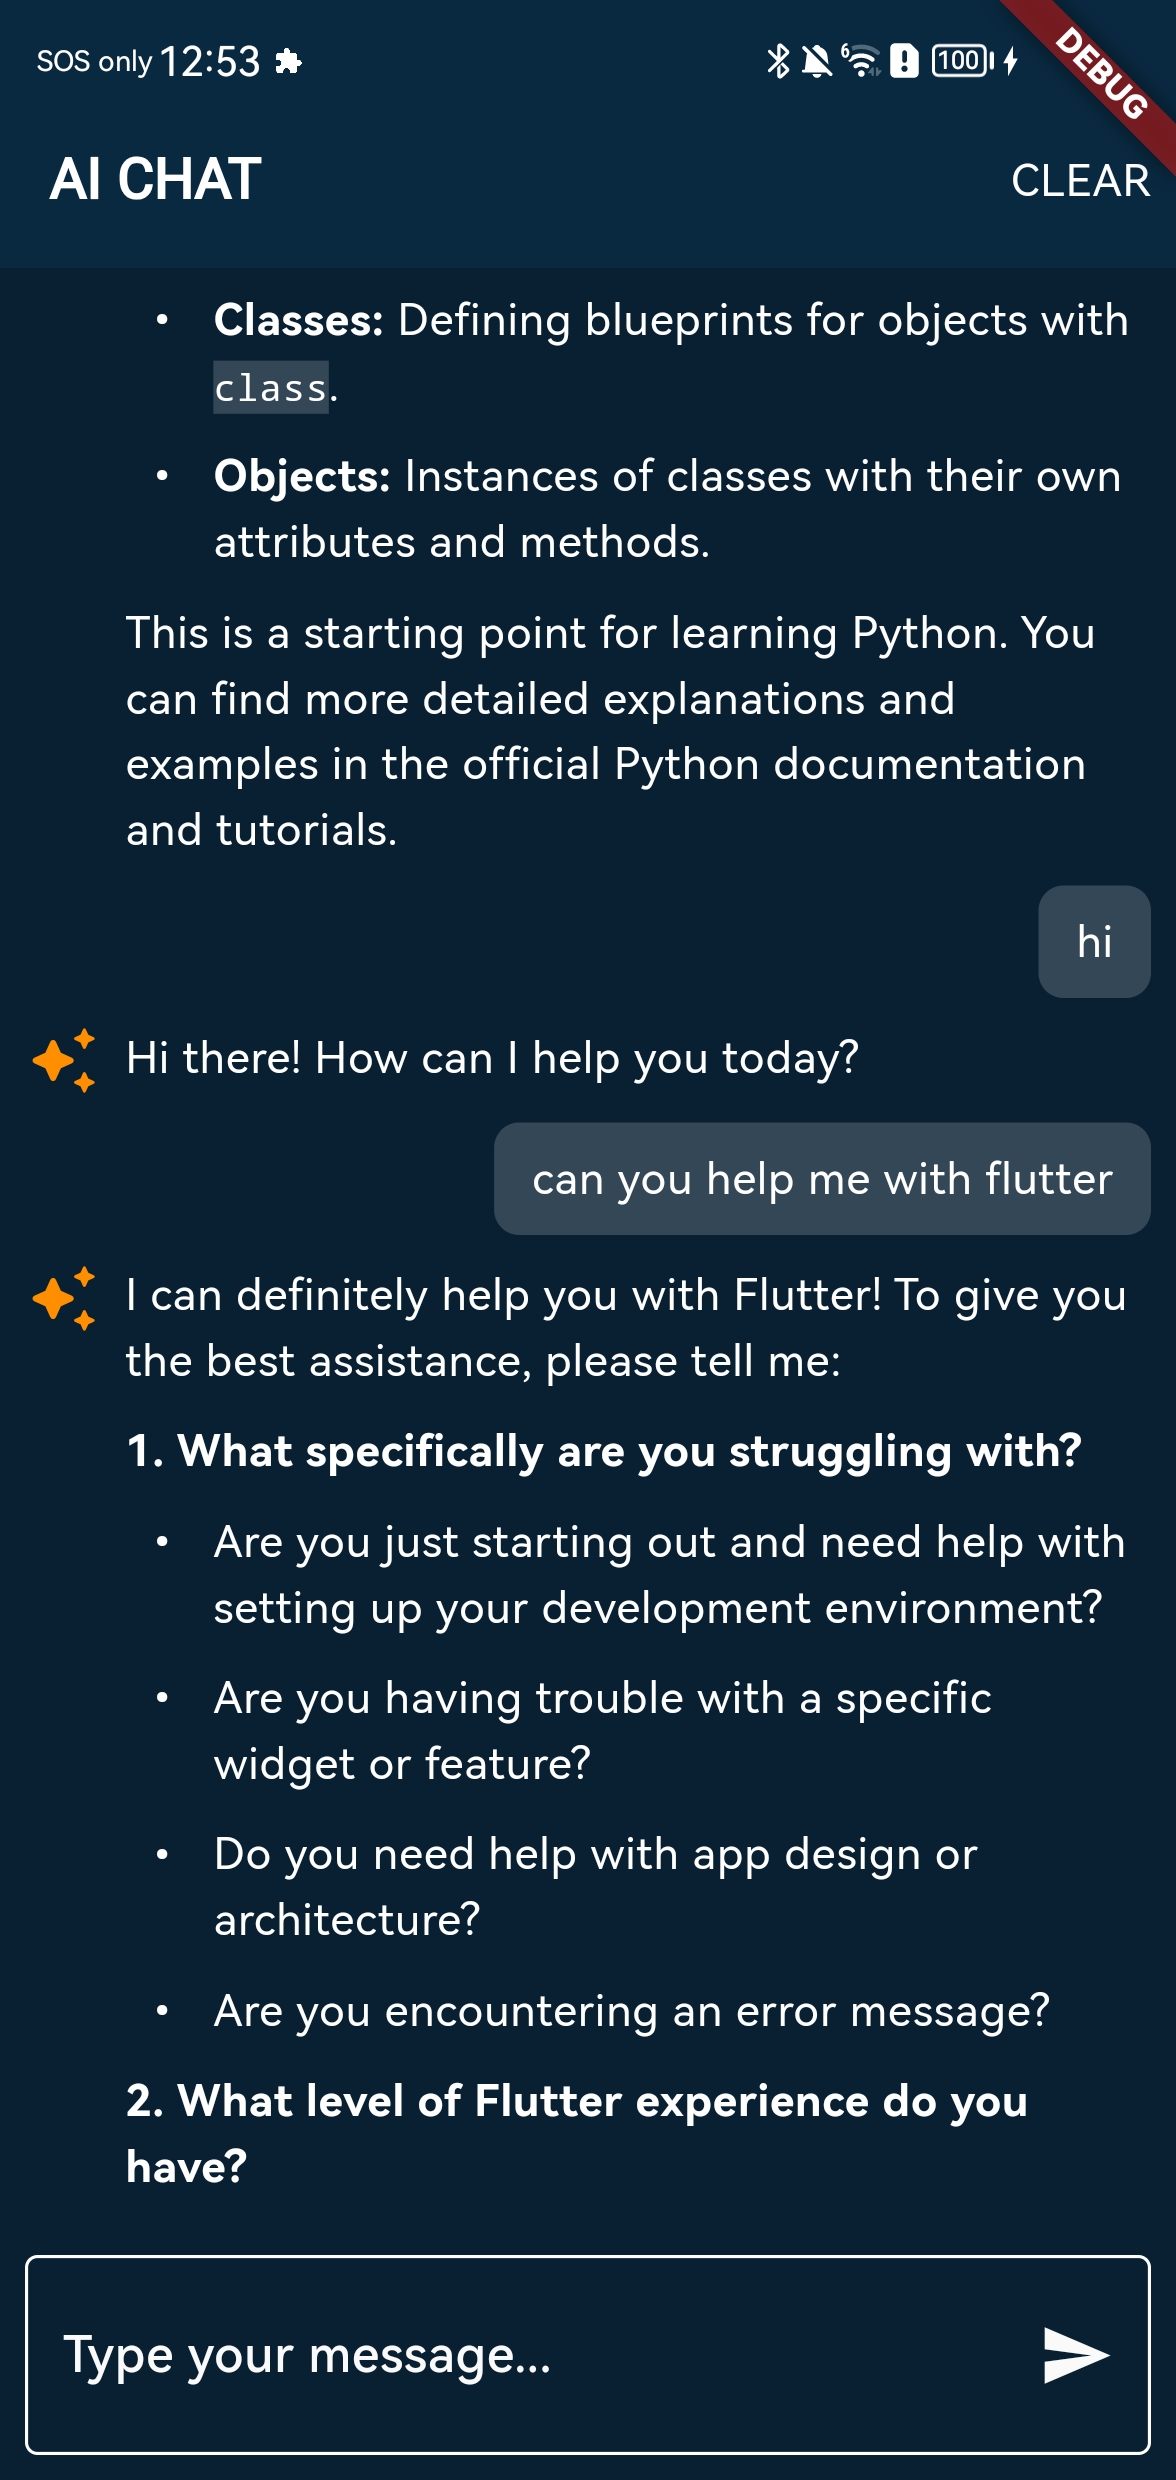 SOS only 12:53
6
100
DEBUG
AI CHAT
CLEAR
• Classes: Defining blueprints for objects with
class.
• Objects: Instances of classes with their own
attributes and methods.
This is a starting point for learning Python. You
can find more detailed explanations and
examples in the official Python documentation
and tutorials.
hi
Hi there! How can I help you today?
can you help me with flutter
I can definitely help you with Flutter! To give you
the best assistance, please tell me:
1. What specifically are you struggling with?
• Are you just starting out and need help with
setting up your development environment?
• Are you having trouble with a specific
widget or feature?
• Do you need help with app design or
architecture?
• Are you encountering an error message?
2. What level of Flutter experience do you
have?
Type your message...